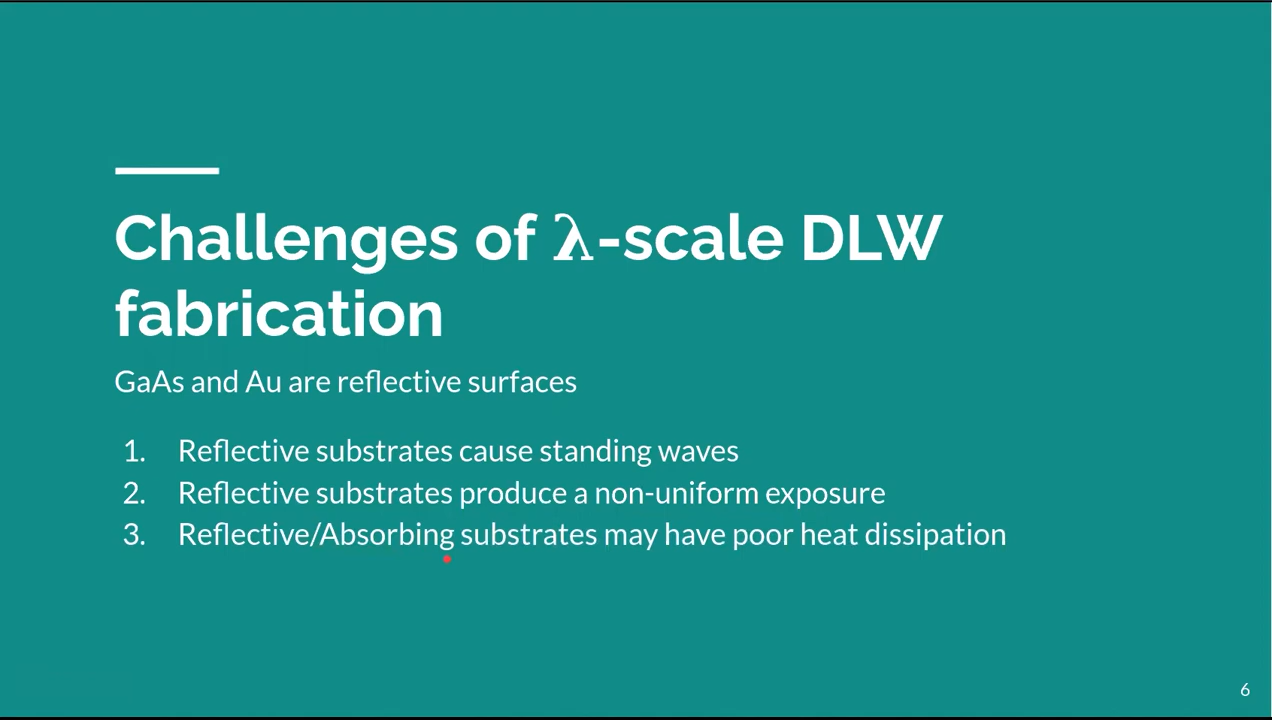 Challenges of λ-scale DLW
fabrication
GaAs and Au are reflective surfaces
1. Reflective substrates cause standing waves
2. Reflective substrates produce a non-uniform exposure
3. Reflective/Absorbing substrates may have poor heat dissipation
6